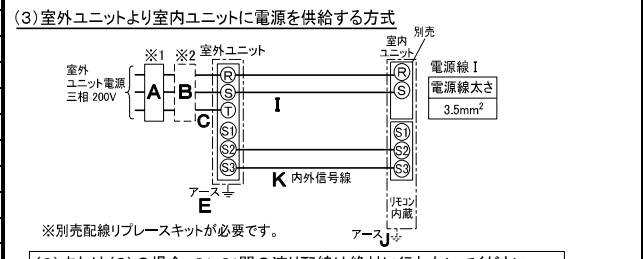 (3)室外ユニットより室内ユニットに電源を供給する方式
別売
※1 ※2 室外ユニット
室内
ユニット
室外
ユニット電源
三相 200V
A
B
C
R
S
T
S1
S2
S3
I
R
S
S1
S2
S3
電源線 I
電源線太さ
3.5mm²
K 内外信号線
アース
E
リモコン
内蔵
アース
J
※別売配線リプレースキットが必要です。